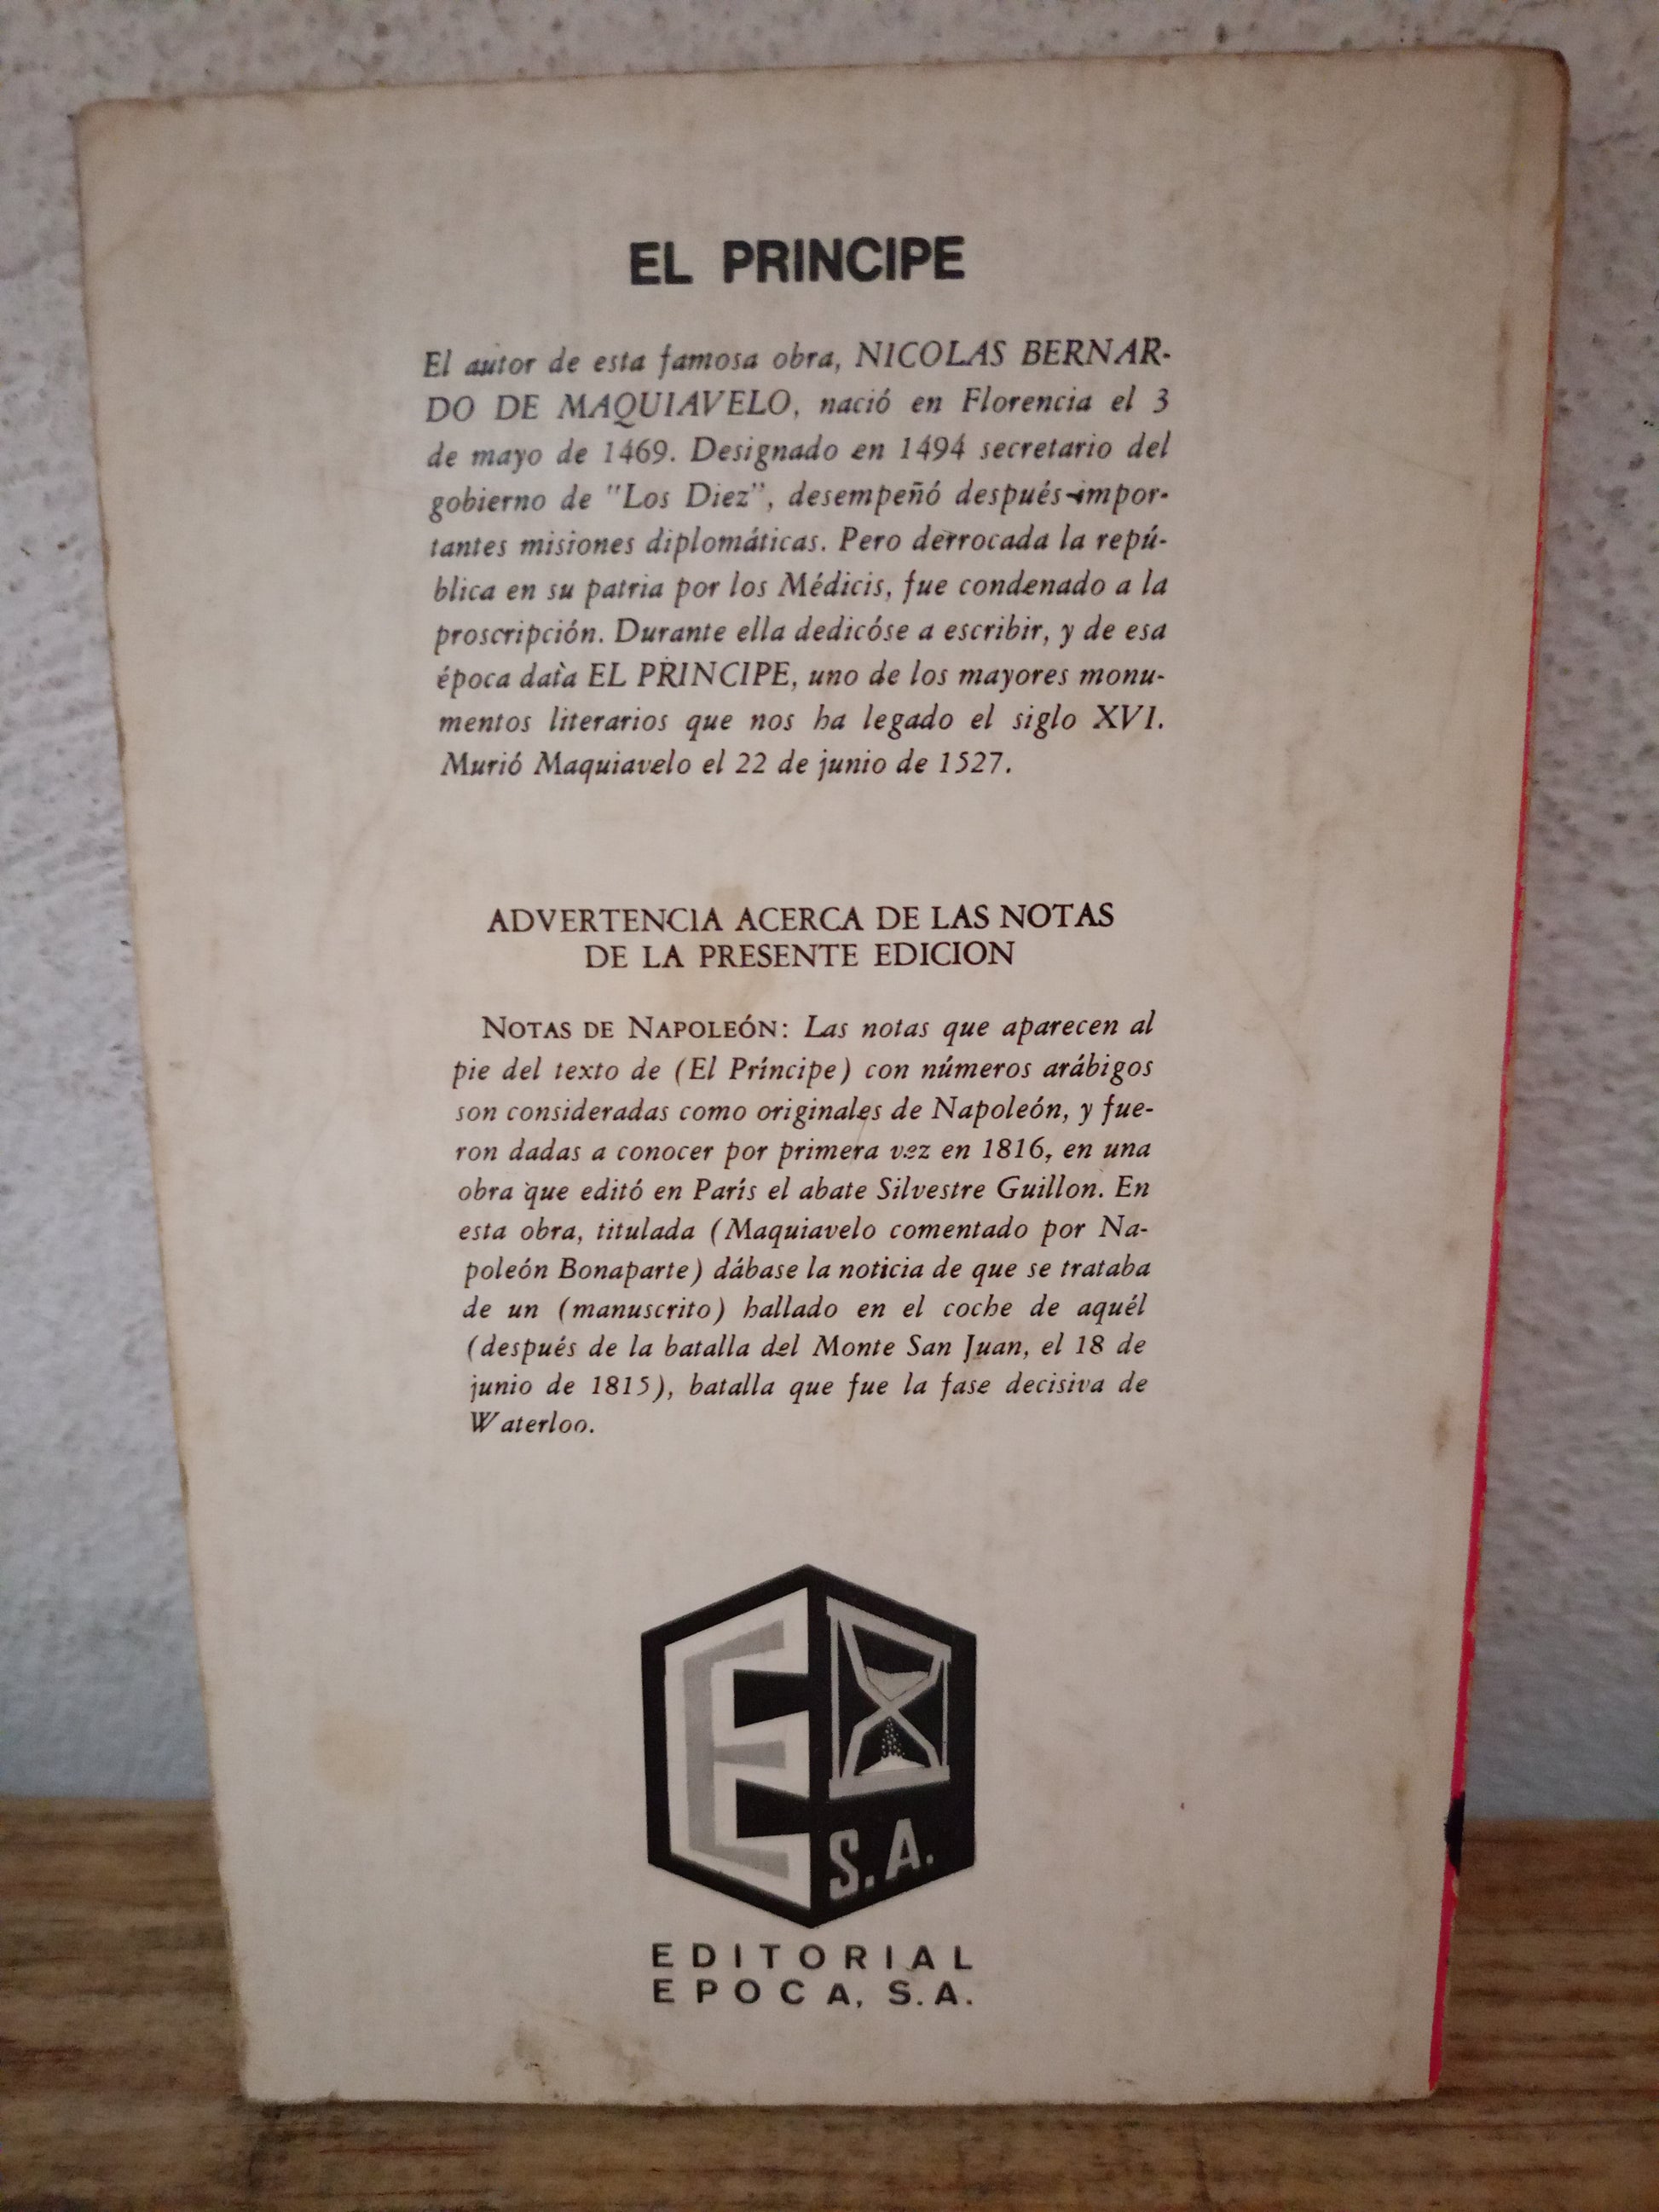 EL PRINCIPE
El autor de esta famosa obra, NICOLAS BERNAR-
DO DE MAQUIAVELO, nació en Florencia el 3
de mayo de 1469. Designado en 1494 secretario del
gobierno de "Los Diez", desempeñó después impor-
tantes misiones diplomáticas. Pero derrocada la repú-
blica en su patria por los Médicis, fue condenado a la
proscripción. Durante ella dedicóse a escribir, y de esa
época data EL PRINCIPE, uno de los mayores monu-
mentos literarios que nos ha legado el siglo XVI.
Murió Maquiavelo el 22 de junio de 1527.
ADVERTENCIA ACERCA DE LAS NOTAS
DE LA PRESENTE EDICION
NOTAS DE NAPOLEÓN: Las notas que aparecen al
pie del texto de (El Príncipe) con números arábigos
son consideradas como originales de Napoleón, y fue-
ron dadas a conocer por primera vez en 1816, en una
obra que editó en París el abate Silvestre Guillon. En
esta obra, titulada (Maquiavelo comentado por Na-
poleón Bonaparte) dábase la noticia de que se trataba
de un (manuscrito) hallado en el coche de aquél
(después de la batalla del Monte San Juan, el 18 de
junio de 1815), batalla que fue la fase decisiva de
Waterloo.
E
S.A.
EDITORIAL
EPOCA, S.A.